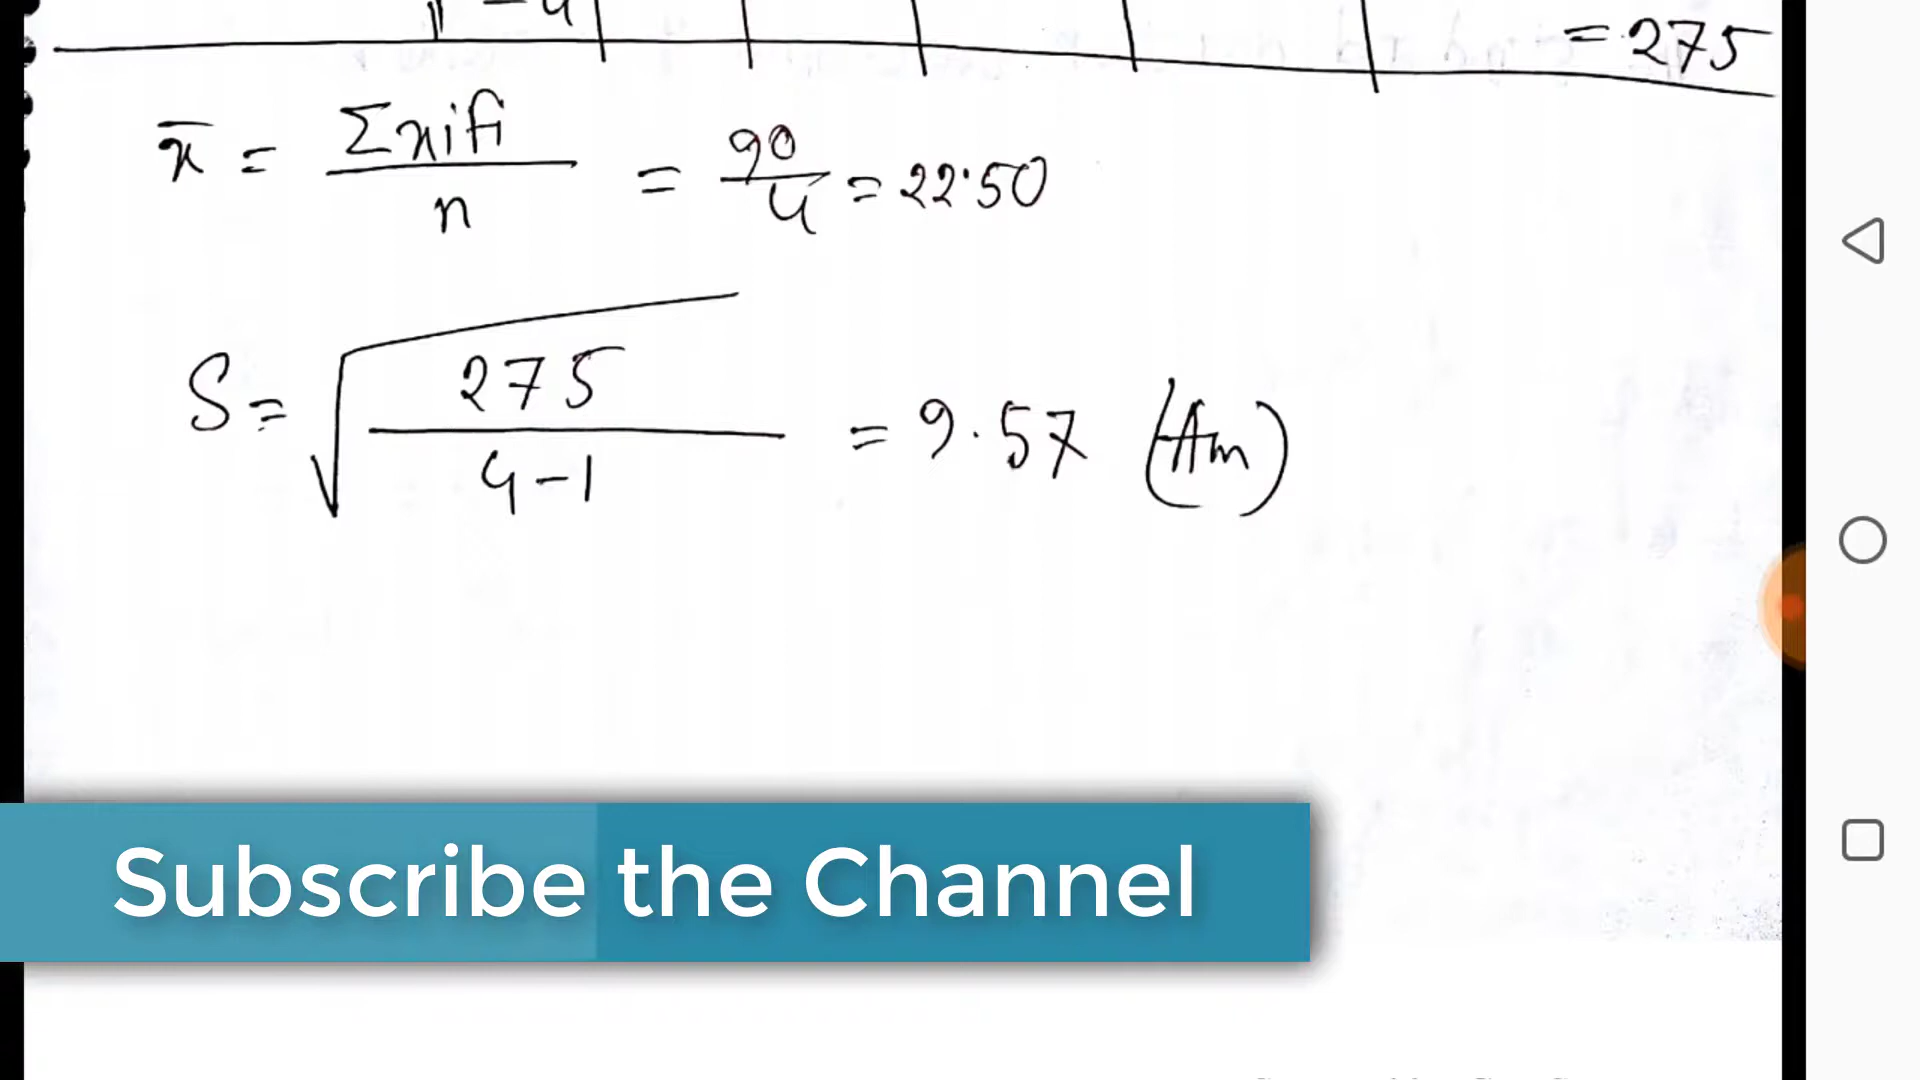 = 275
x̄ = Σxifi / n = 90 / 4 = 22.50
S = √(275 / 4-1) = 9.57 (Am)
Subscribe the Channel